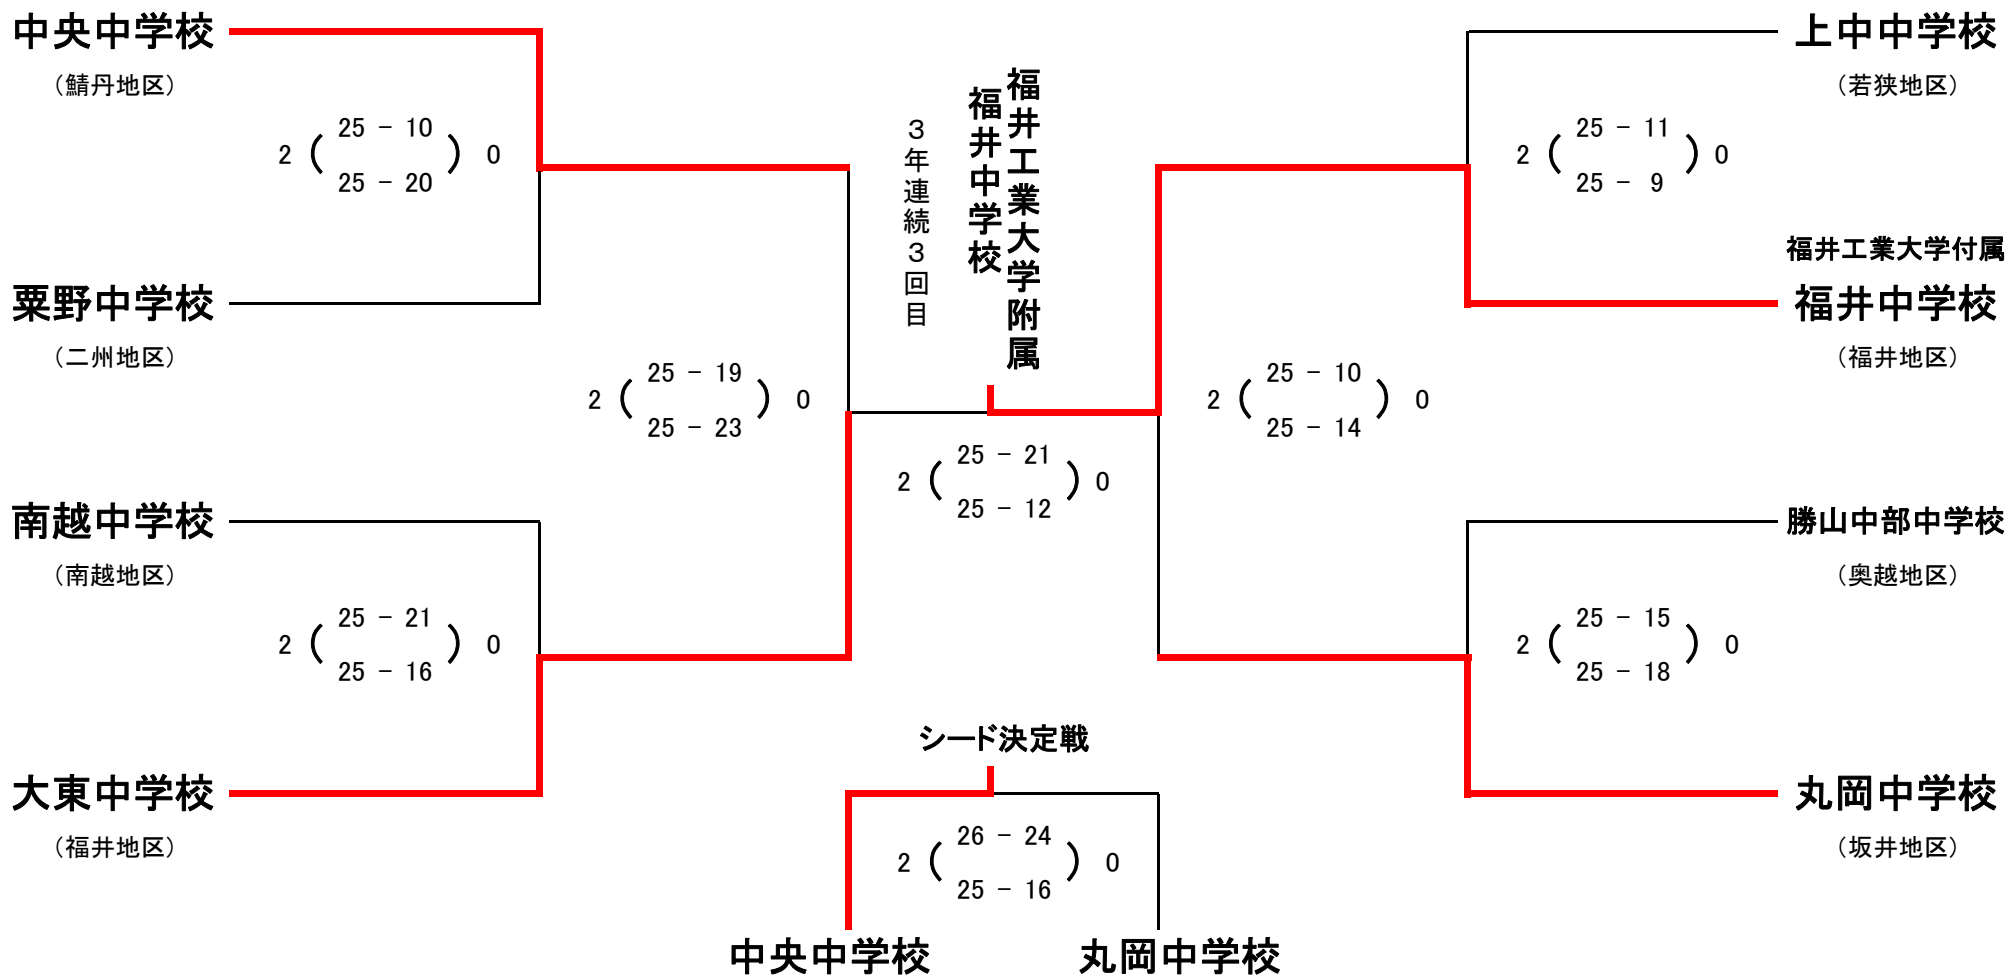 中央中学校
（鯖丹地区）
2 ( 25 - 10 ) 0
25 - 20
粟野中学校
（二州地区）
2 ( 25 - 19 ) 0
25 - 23
南越中学校
（南越地区）
2 ( 25 - 21 ) 0
25 - 16
大東中学校
（福井地区）
福井工業大学附属
福井中学校
３年連続３回目
2 ( 25 - 21 ) 0
25 - 12
上中中学校
（若狭地区）
2 ( 25 - 11 ) 0
25 - 9
福井工業大学付属
福井中学校
（福井地区）
2 ( 25 - 10 ) 0
25 - 14
勝山中部中学校
（奥越地区）
2 ( 25 - 15 ) 0
25 - 18
丸岡中学校
（坂井地区）
シード決定戦
2 ( 26 - 24 ) 0
25 - 16
中央中学校
丸岡中学校